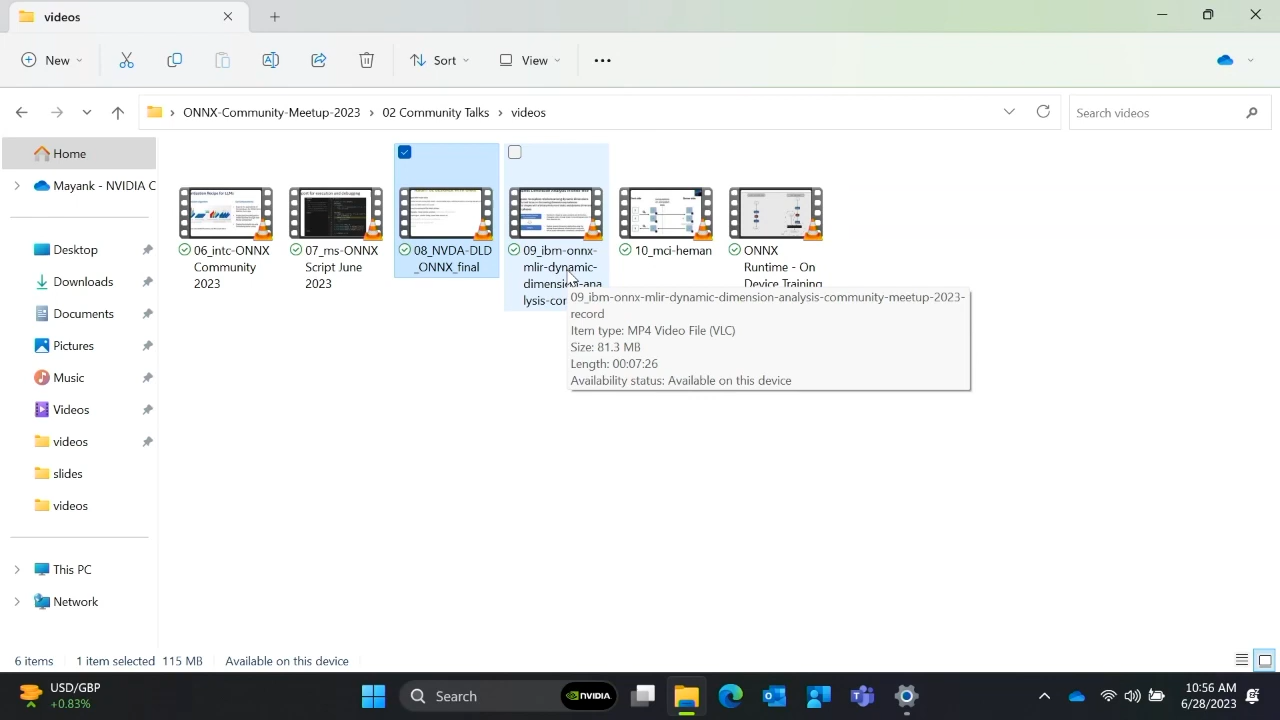 videos
New
Sort
View
ONNX-Community-Meetup-2023
02 Community Talks
videos
Search videos
Home
Mayank - NVIDIA C
Desktop
Downloads
Documents
Pictures
Music
Videos
videos
slides
videos
This PC
Network
06_intc-ONNX
Community
2023
07_ms-ONNX
Script June
2023
08_NVDA-DLD
_ONNX_final
09_ibm-onnx-
mlir-dynamic-
dimension-ana
lysis-cor
10_mci-heman
ONNX
Runtime - On
Device Training
09_ibm-onnx-mlir-dynamic-dimension-analysis-community-meetup-2023-
record
Item type: MP4 Video File (VLC)
Size: 81.3 MB
Length: 00:07:26
Availability status: Available on this device
6 items
1 item selected 115 MB
Available on this device
USD/GBP
+0.83%
Search
NVIDIA
10:56 AM
6/28/2023